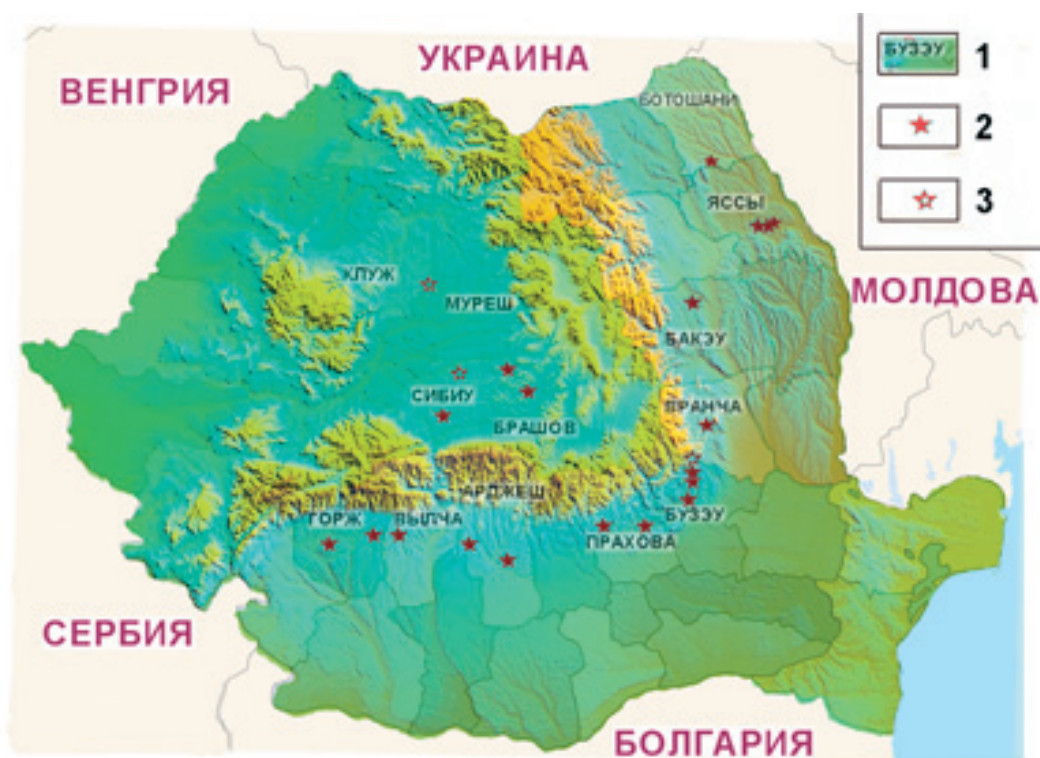 УКРАИНА
ВЕНГРИЯ
БУЗЭУ 1
2
3
БОТОШАНИ
ЯССЫ
МОЛДОВА
КЛУЖ
МУРЕШ
БАКЭУ
СИБИУ
БРАШОВ
ВРАНЧА
АРДЖЕШ
ГОРЖ
ВЫЛЧА
БУЗЭУ
ПРАХОВА
СЕРБИЯ
БОЛГАРИЯ